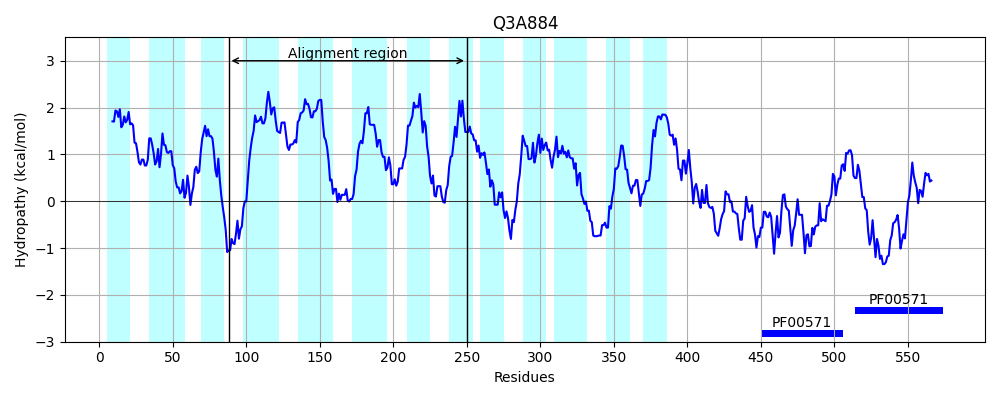 Q3A884
Alignment region
Hydropathy (kcal/mol)
3
2
1
0
−1
−2
−3
PF00571
PF00571
0 50 100 150 200 250 300 350 400 450 500 550
Residues